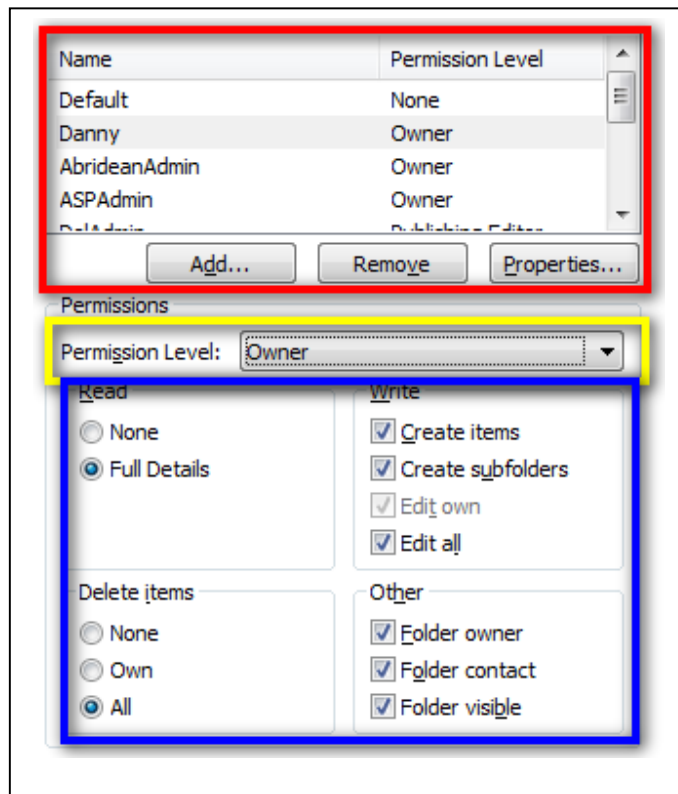 Name Permission Level
Default None
Danny Owner
AbrideanAdmin Owner
ASPAdmin Owner
Publishing Editor
Add... Remove Properties...
Permissions
Permission Level: Owner
Read Write
None Create items
Full Details Create subfolders
Edit own
Edit all
Delete items Other
None Folder owner
Own Folder contact
All Folder visible